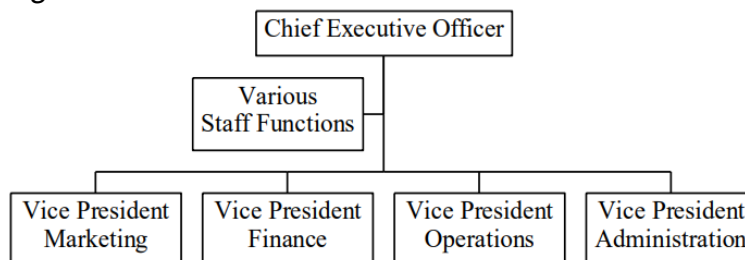 Chief Executive Officer
Various
Staff Functions
Vice President
Marketing
Vice President
Finance
Vice President
Operations
Vice President
Administration